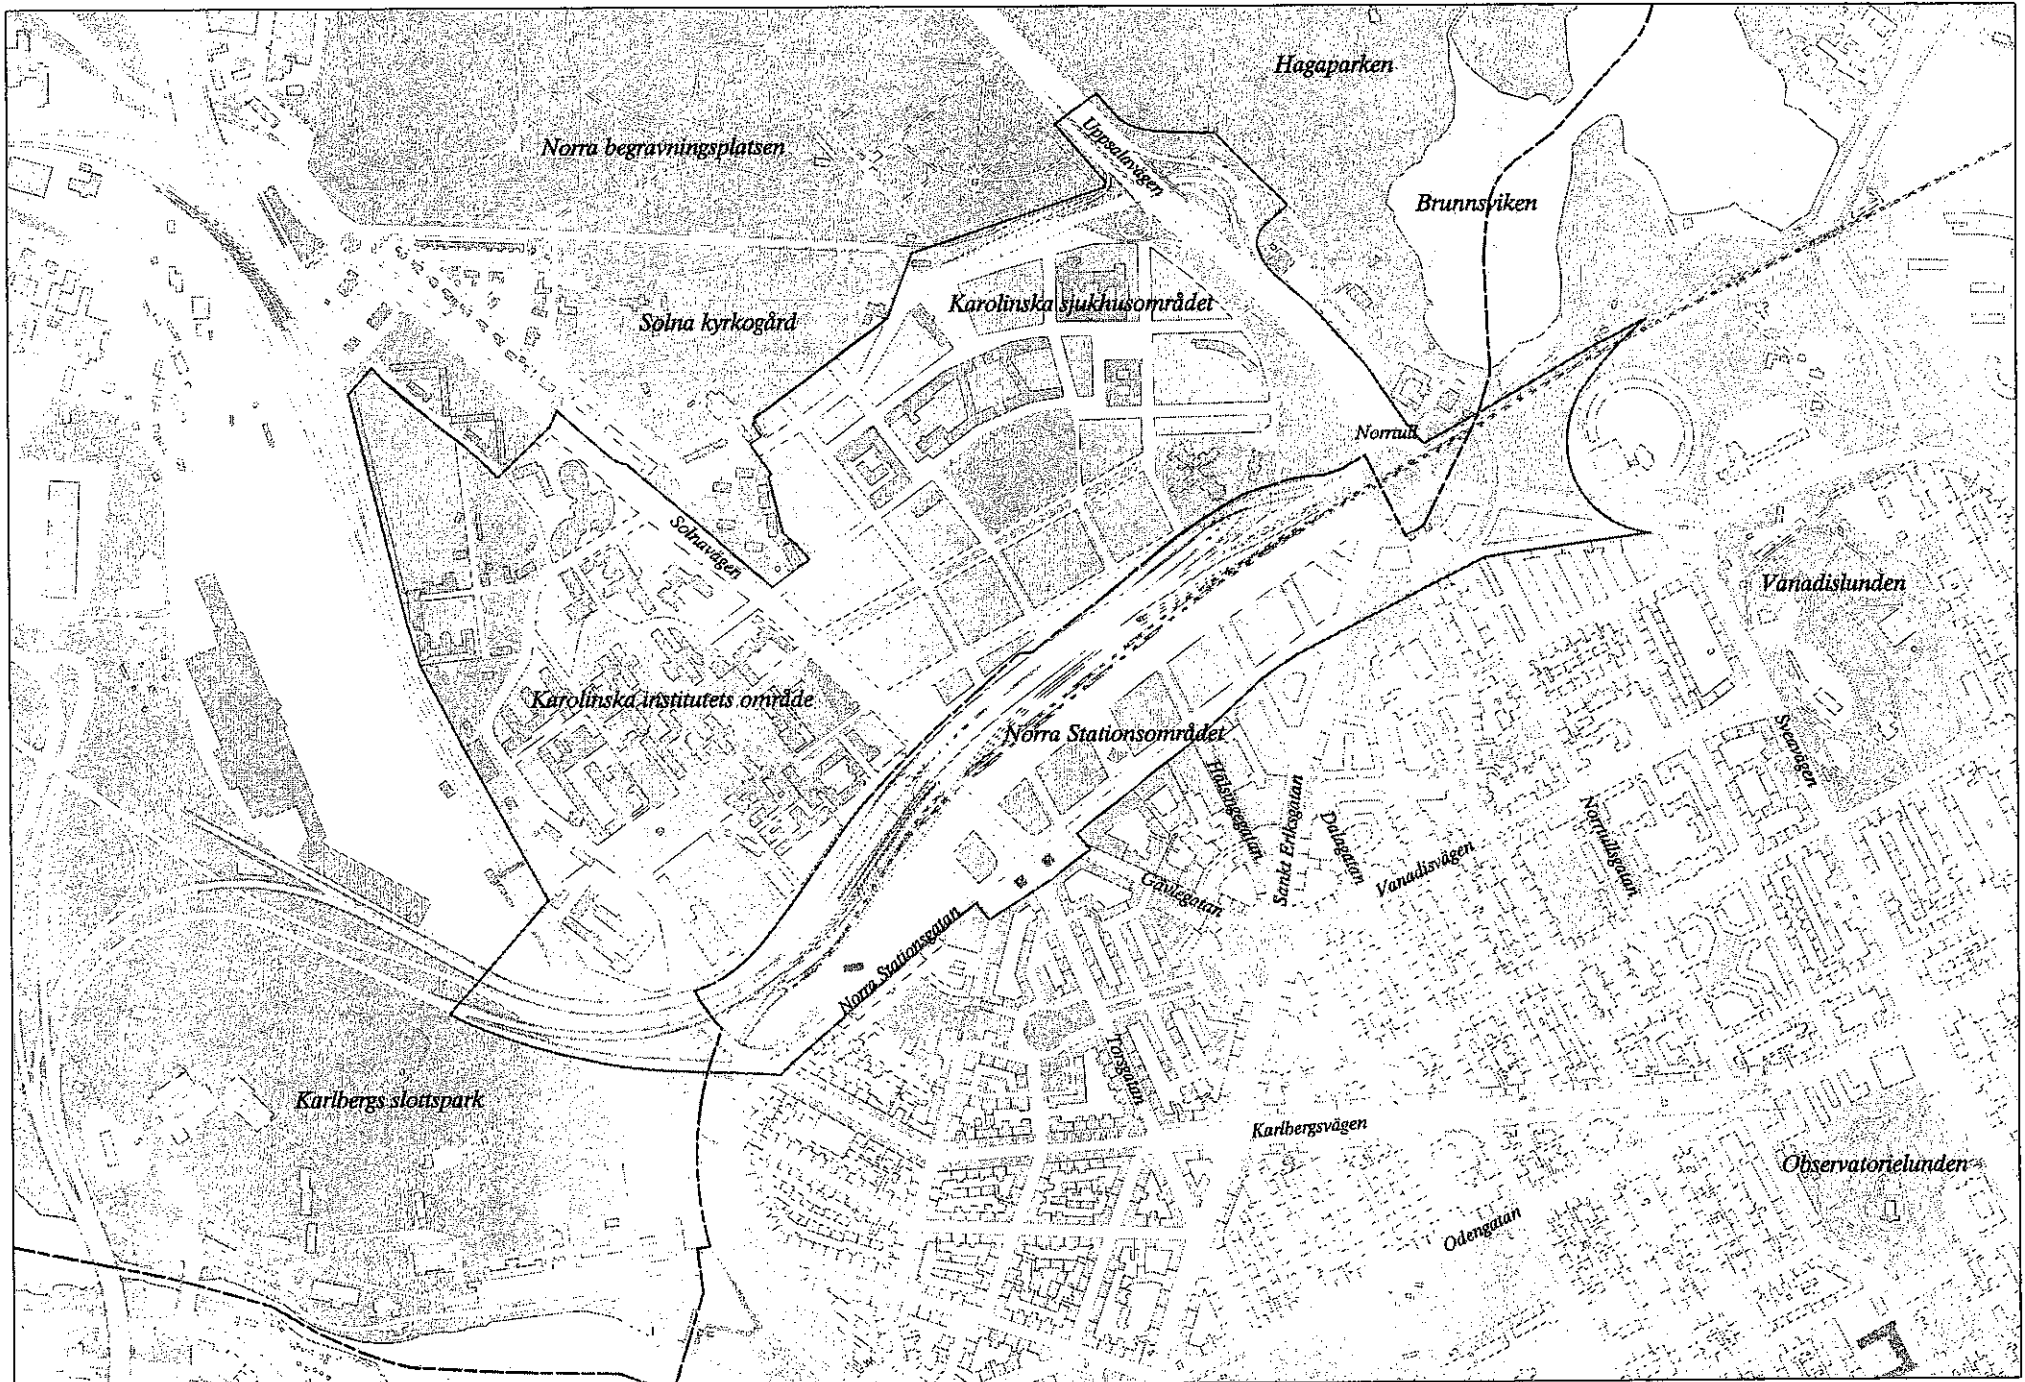 Hagaparken
Norra begravningsplatsen
Uppsalavägen
Brunnsviken
Karolinska sjukhusområdet
Solna kyrkogård
Norrtull
Solnavägen
Vanadislunden
Karolinska institutets område
Norra Stationsområdet
Sveavägen
Hälsingegatan
Sankt Eriksgatan
Dalagatan
Norrtullsgatan
Vanadisvägen
Gävlegatan
Norra Stationsgatan
Torsgatan
Karlbergs slottspark
Karlbergsvägen
Observatorielunden
Odengatan